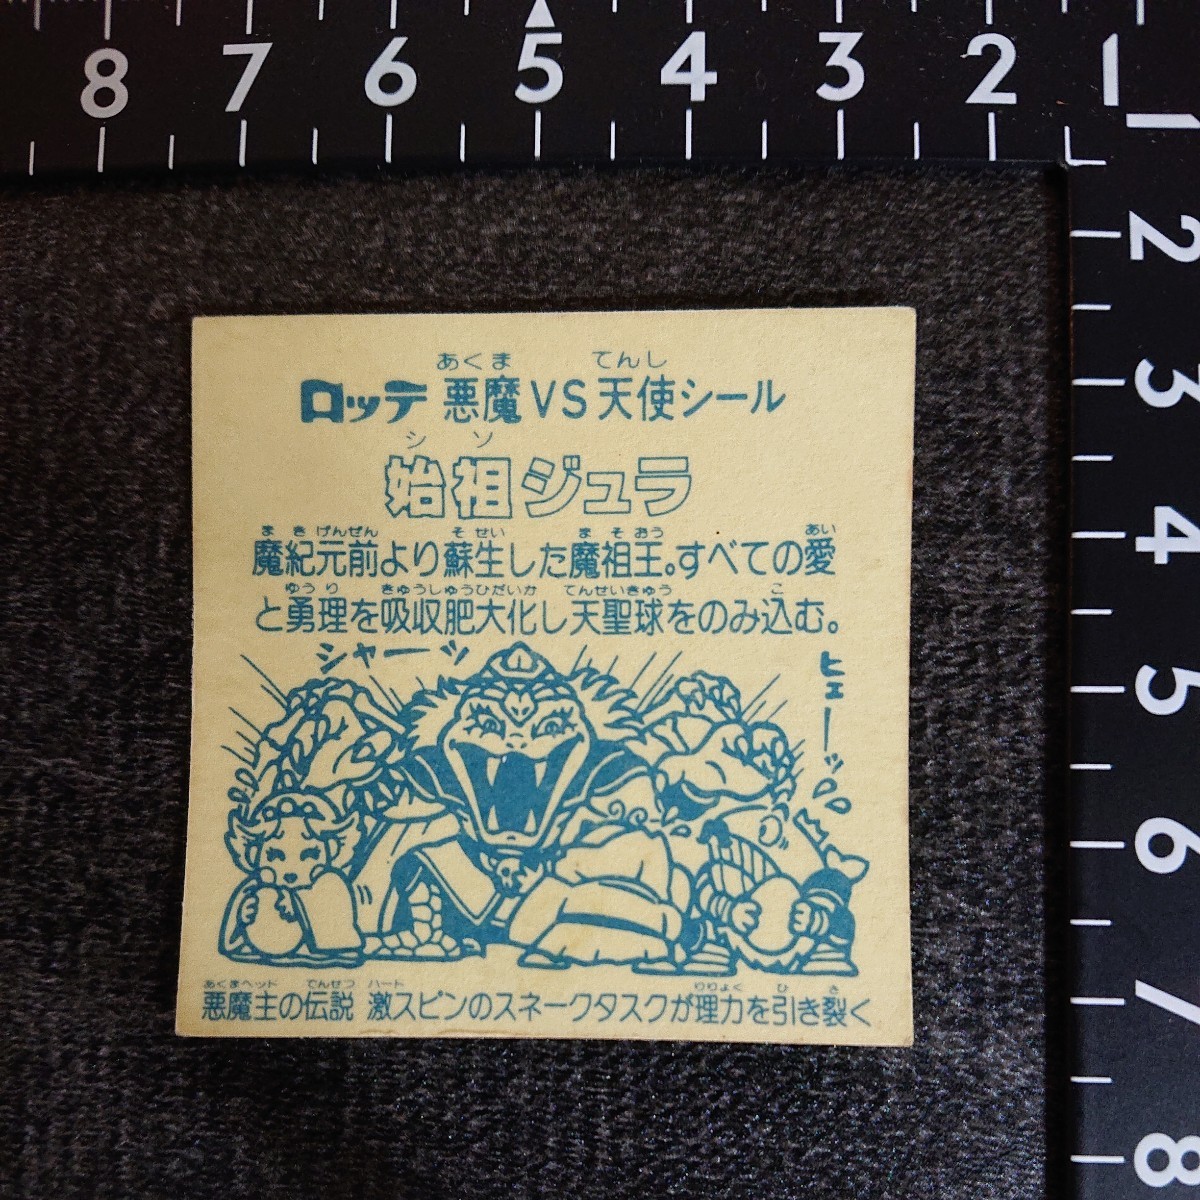 8 7 6 5 4 3 2 1
あくま てんし
ロッテ 悪魔VS天使シール
シ ソ
始祖ジュラ
ま き げんぜん そ せい ま そ おう あい
魔紀元前より蘇生した魔祖王。すべての愛
ゆう り きゅうしゅうひだいか てんせいきゅう こ
と勇理を吸収肥大化し天聖球をのみ込む。
シャーッ
ヒェーッ
あくまヘッド でんせつ ハート りりょく ひ さ
悪魔主の伝説 激スピンのスネークタスクが理力を引き裂く
1
2
3
4
5
6
7
8